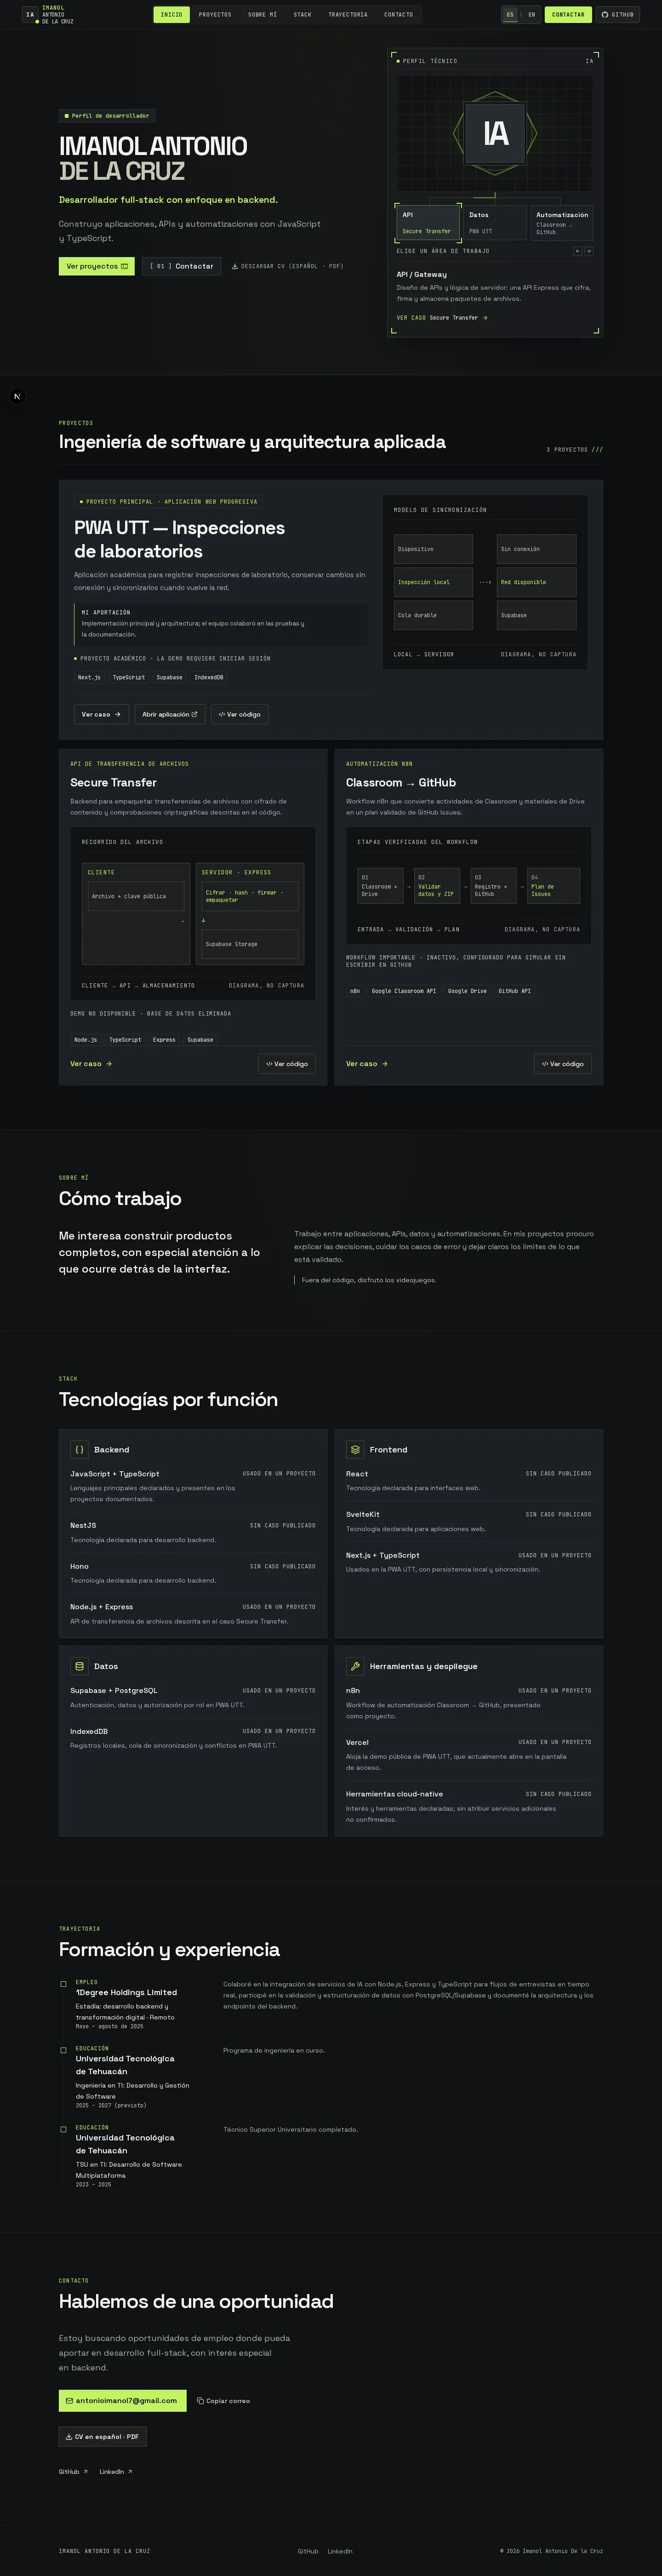 IA
IMANOL
ANTONIO
DE LA CRUZ
INICIO
PROYECTOS
SOBRE MÍ
STACK
TRAYECTORIA
CONTACTO
ES | EN
CONTACTAR
GITHUB
Perfil de desarrollador
IMANOL ANTONIO
DE LA CRUZ
Desarrollador full-stack con enfoque en backend.
Construyo aplicaciones, APIs y automatizaciones con JavaScript
y TypeScript.
Ver proyectos
[ 01 ] Contactar
DESCARGAR CV (ESPAÑOL · PDF)
PERFIL TÉCNICO
IA
IA
API
Secure Transfer
Datos
PWA UTT
Automatización
Classroom →
GitHub
ELIGE UN ÁREA DE TRABAJO
API / Gateway
Diseño de APIs y lógica de servidor: una API Express que cifra,
firma y almacena paquetes de archivos.
VER CASO Secure Transfer →
N
PROYECTOS
Ingeniería de software y arquitectura aplicada
3 PROYECTOS ///
PROYECTO PRINCIPAL · APLICACIÓN WEB PROGRESIVA
PWA UTT — Inspecciones
de laboratorios
Aplicación académica para registrar inspecciones de laboratorio, conservar cambios sin
conexión y sincronizarlos cuando vuelve la red.
MI APORTACIÓN
Implementación principal y arquitectura; el equipo colaboró en las pruebas y
la documentación.
PROYECTO ACADÉMICO · LA DEMO REQUIERE INICIAR SESIÓN
Next.js
TypeScript
Supabase
IndexedDB
Ver caso →
Abrir aplicación
Ver código
MODELO DE SINCRONIZACIÓN
Dispositivo
Sin conexión
Inspección local
Red disponible
Cola durable
Supabase
LOCAL → SERVIDOR
DIAGRAMA, NO CAPTURA
API DE TRANSFERENCIA DE ARCHIVOS
Secure Transfer
Backend para empaquetar transferencias de archivos con cifrado de
contenido y comprobaciones criptográficas descritas en el código.
RECORRIDO DEL ARCHIVO
CLIENTE
Archivo + clave pública
→
SERVIDOR · EXPRESS
Cifrar · hash · firmar ·
empaquetar
↓
Supabase Storage
CLIENTE → API → ALMACENAMIENTO
DIAGRAMA, NO CAPTURA
DEMO NO DISPONIBLE · BASE DE DATOS ELIMINADA
Node.js
TypeScript
Express
Supabase
Ver caso →
Ver código
AUTOMATIZACIÓN N8N
Classroom → GitHub
Workflow n8n que convierte actividades de Classroom y materiales de Drive
en un plan validado de GitHub Issues.
ETAPAS VERIFICADAS DEL WORKFLOW
01
Classroom +
Drive
→
02
Validar
datos y ZIP
→
03
Registro +
GitHub
→
04
Plan de
Issues
ENTRADA → VALIDACIÓN → PLAN
DIAGRAMA, NO CAPTURA
WORKFLOW IMPORTABLE · INACTIVO, CONFIGURADO PARA SIMULAR SIN
ESCRIBIR EN GITHUB
n8n
Google Classroom API
Google Drive
GitHub API
Ver caso →
Ver código
SOBRE MÍ
Cómo trabajo
Me interesa construir productos
completos, con especial atención a lo
que ocurre detrás de la interfaz.
Trabajo entre aplicaciones, APIs, datos y automatizaciones. En mis proyectos procuro
explicar las decisiones, cuidar los casos de error y dejar claros los límites de lo que
está validado.
Fuera del código, disfruto los videojuegos.
STACK
Tecnologías por función
Backend
JavaScript + TypeScript
USADO EN UN PROYECTO
Lenguajes principales declarados y presentes en los
proyectos documentados.
NestJS
SIN CASO PUBLICADO
Tecnología declarada para desarrollo backend.
Hono
SIN CASO PUBLICADO
Tecnología declarada para desarrollo backend.
Node.js + Express
USADO EN UN PROYECTO
API de transferencia de archivos descrita en el caso Secure Transfer.
Frontend
React
SIN CASO PUBLICADO
Tecnología declarada para interfaces web.
SvelteKit
SIN CASO PUBLICADO
Tecnología declarada para aplicaciones web.
Next.js + TypeScript
USADO EN UN PROYECTO
Usados en la PWA UTT, con persistencia local y sincronización.
Datos
Supabase + PostgreSQL
USADO EN UN PROYECTO
Autenticación, datos y autorización por rol en PWA UTT.
IndexedDB
USADO EN UN PROYECTO
Registros locales, cola de sincronización y conflictos en PWA UTT.
Herramientas y despliegue
n8n
USADO EN UN PROYECTO
Workflow de automatización Classroom → GitHub, presentado
como proyecto.
Vercel
USADO EN UN PROYECTO
Aloja la demo pública de PWA UTT, que actualmente abre en la pantalla
de acceso.
Herramientas cloud-native
SIN CASO PUBLICADO
Interés y herramientas declaradas; sin atribuir servicios adicionales
no confirmados.
TRAYECTORIA
Formación y experiencia
EMPLEO
1Degree Holdings Limited
Estadía: desarrollo backend y
transformación digital · Remoto
Mayo – agosto de 2025
Colaboré en la integración de servicios de IA con Node.js, Express y TypeScript para flujos de entrevistas en tiempo
real, participé en la validación y estructuración de datos con PostgreSQL/Supabase y documenté la arquitectura y los
endpoints del backend.
EDUCACIÓN
Universidad Tecnológica
de Tehuacán
Ingeniería en TI: Desarrollo y Gestión
de Software
2025 – 2027 (previsto)
Programa de ingeniería en curso.
EDUCACIÓN
Universidad Tecnológica
de Tehuacán
TSU en TI: Desarrollo de Software
Multiplataforma
2023 – 2025
Técnico Superior Universitario completado.
CONTACTO
Hablemos de una oportunidad
Estoy buscando oportunidades de empleo donde pueda
aportar en desarrollo full-stack, con interés especial
en backend.
antonioimanol7@gmail.com
Copiar correo
CV en español · PDF
GitHub ↗
LinkedIn ↗
IMANOL ANTONIO DE LA CRUZ
GitHub
LinkedIn
© 2026 Imanol Antonio De la Cruz